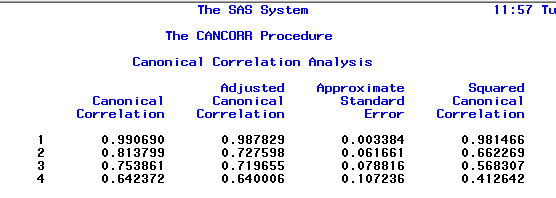 The SAS System 11:57 Tu
The CANCORR Procedure
Canonical Correlation Analysis
Adjusted Approximate Squared
Canonical Canonical Standard Canonical
Correlation Correlation Error Correlation
1 0.990690 0.987829 0.003384 0.981466
2 0.813799 0.727598 0.061661 0.662269
3 0.753861 0.719655 0.078816 0.568307
4 0.642372 0.640006 0.107236 0.412642